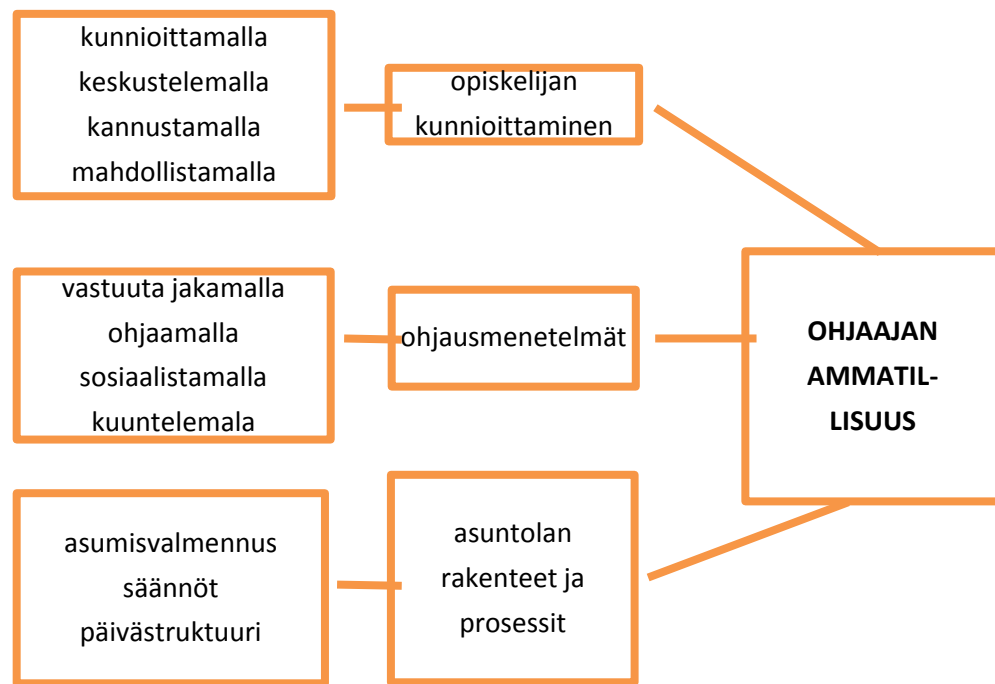 kunnioittamalla
keskustelemalla
kannustamalla
mahdollistamalla
opiskelijan
kunnioittaminen
vastuuta jakamalla
ohjaamalla
sosiaalistamalla
kuuntelemala
ohjausmenetelmät
OHJAAJAN
AMMATIL-
LISUUS
asumisvalmennus
säännöt
päivästruktuuri
asuntolan
rakenteet ja
prosessit